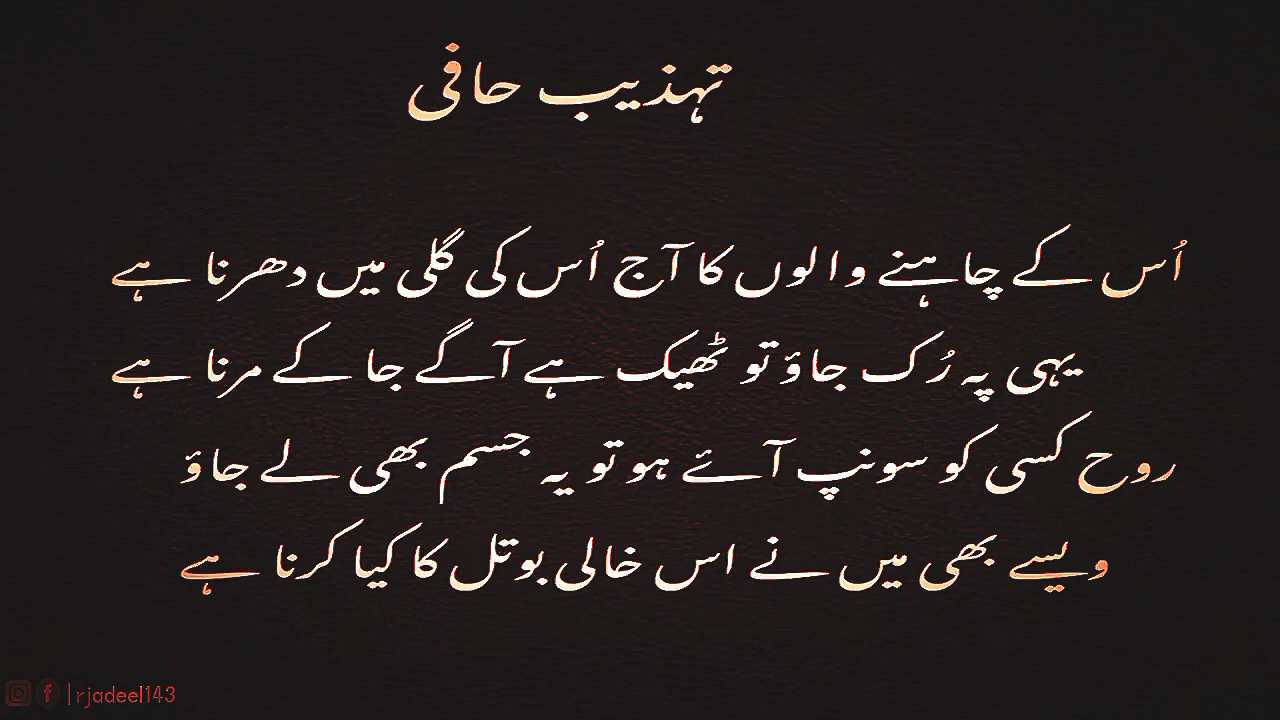 تہذیب حافی
اُس کے چاہنے والوں کا آج اُس کی گلی میں دھرنا ہے
یہی پہ رُک جاؤ تو ٹھیک ہے آگے جا کے مرنا ہے
روح کسی کو سونپ آئے ہو تو یہ جسم بھی لے جاؤ
ویسے بھی میں نے اس خالی بوتل کا کیا کرنا ہے
|rjadeel143